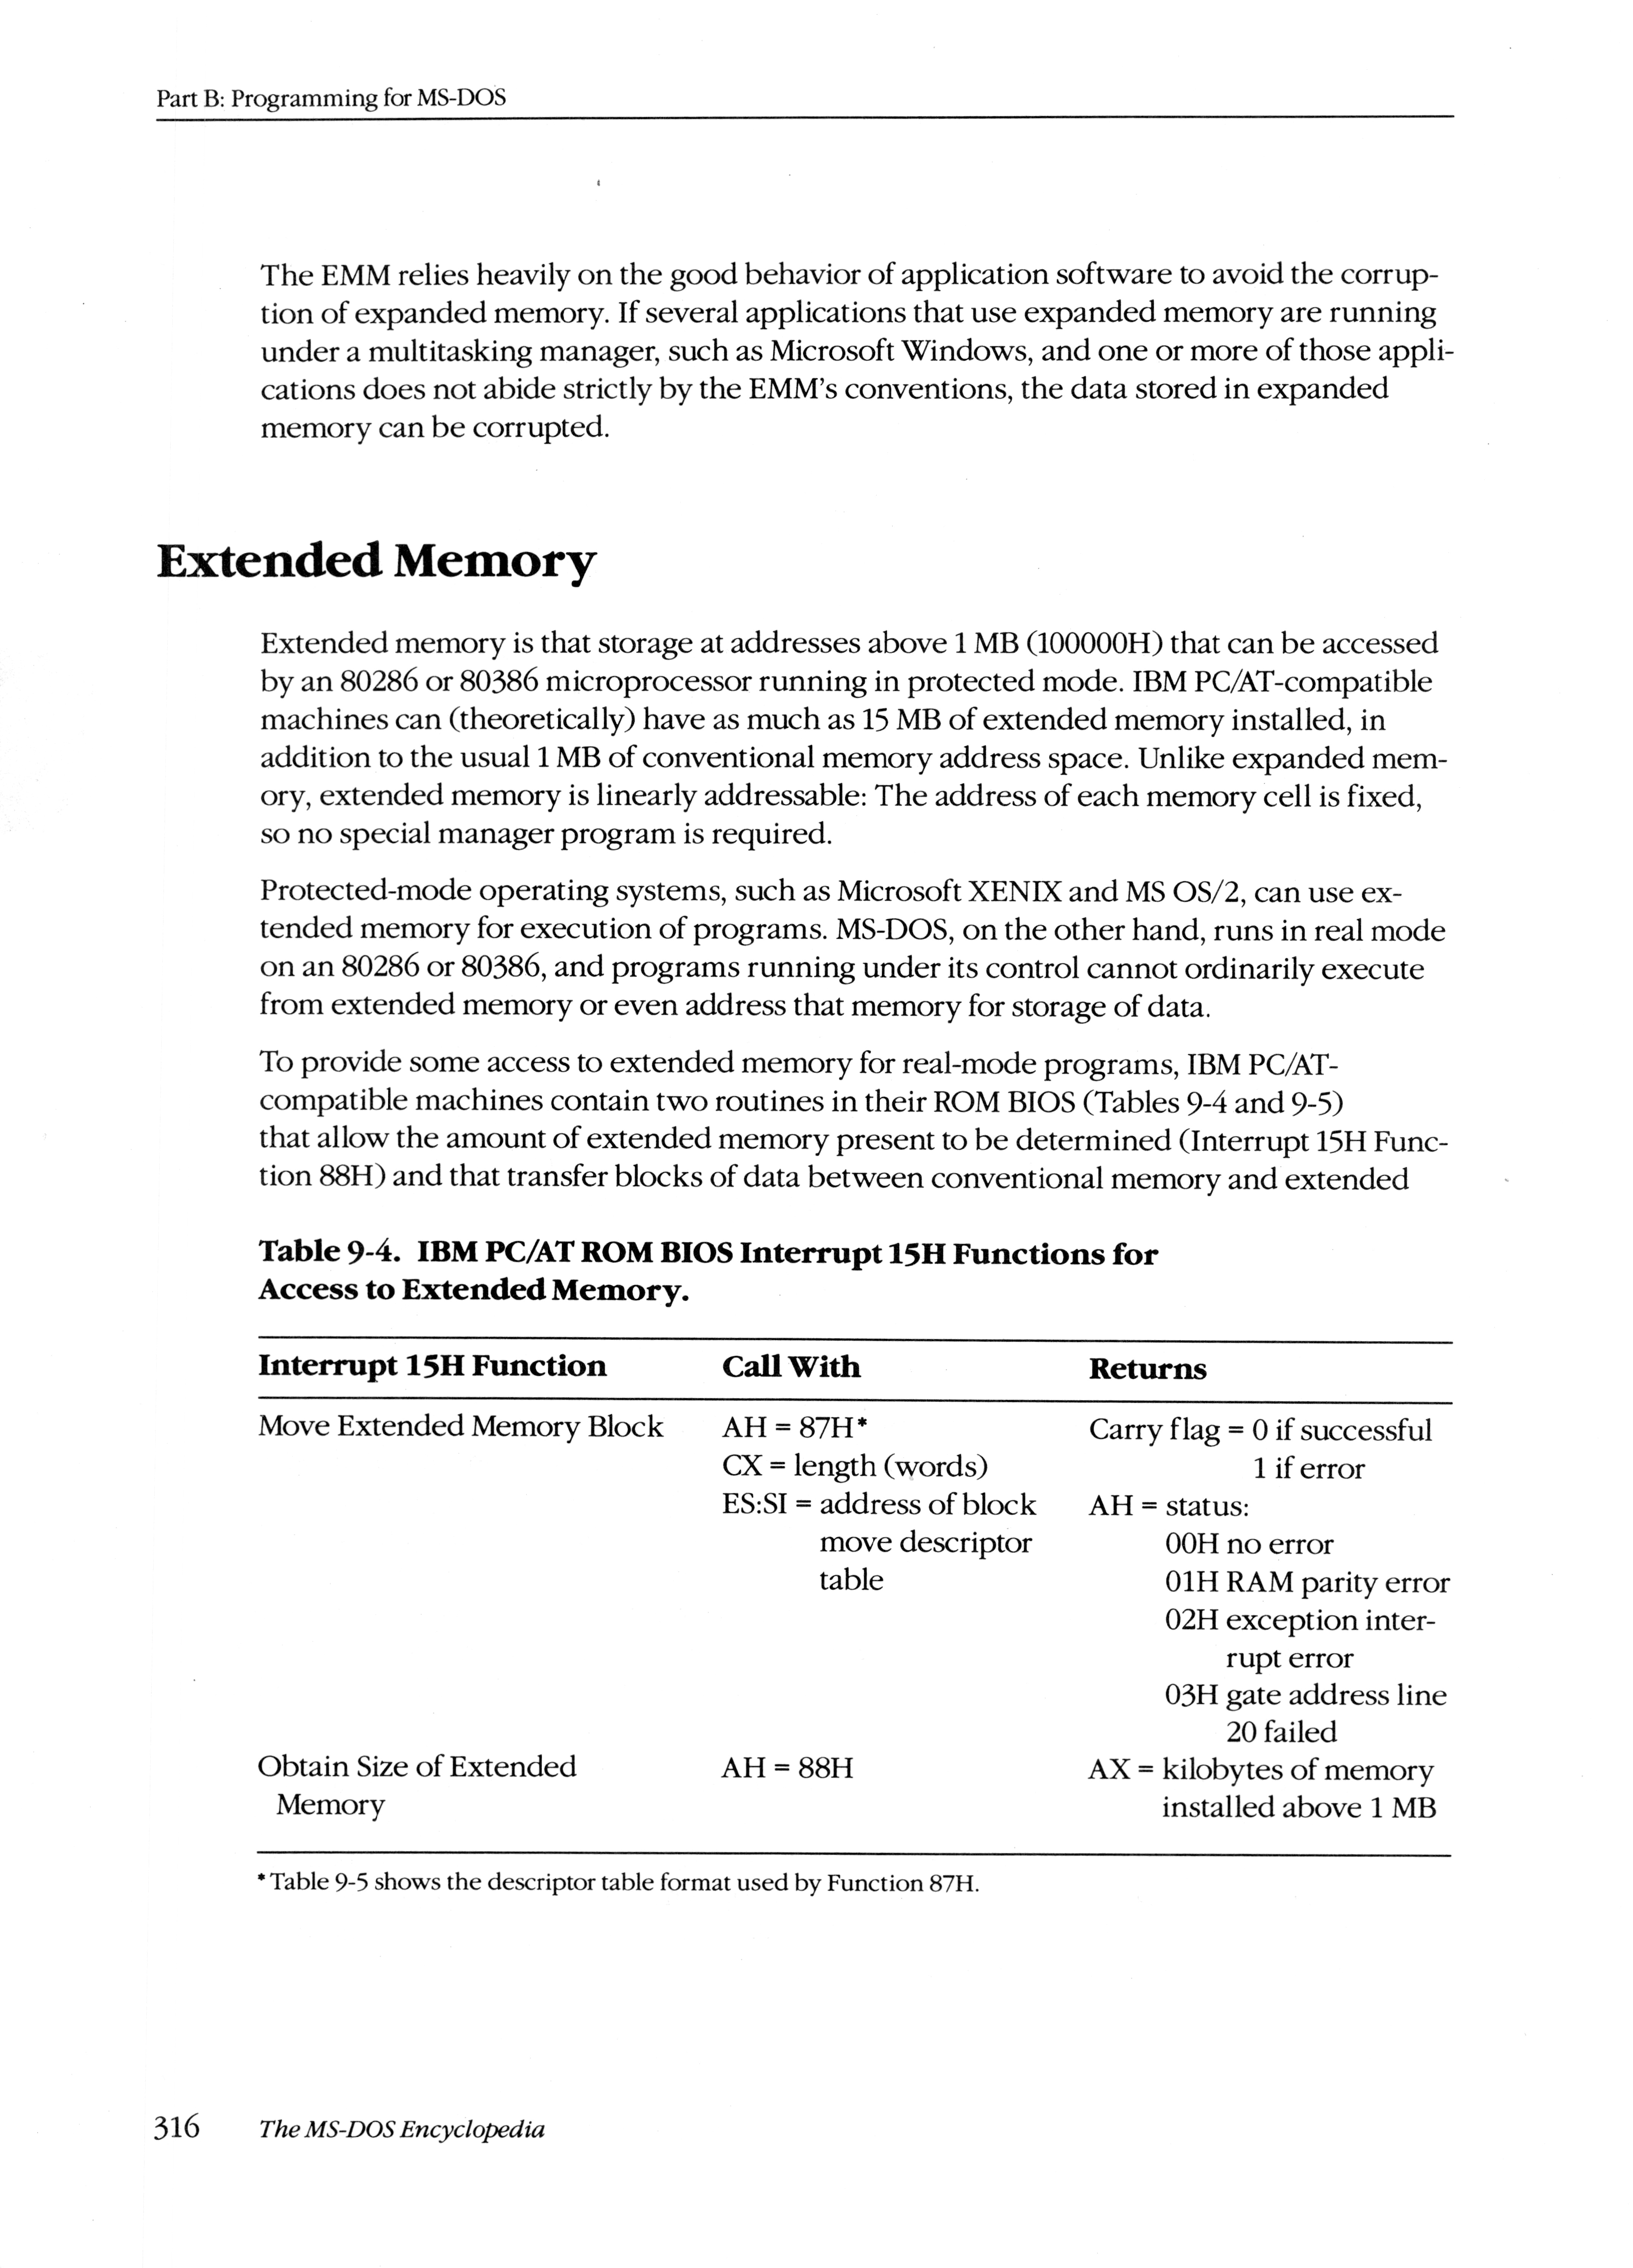 Part B: Programming for MS-DOS
The EMM relies heavily on the good behavior of application software to avoid the corrup-
tion of expanded memory. If several applications that use expanded memory are running
under a multitasking manager, such as Microsoft Windows, and one or more of those appli-
cations does not abide strictly by the EMM's conventions, the data stored in expanded
memory can be corrupted.
Extended Memory
Extended memory is that storage at addresses above 1 MB (100000H) that can be accessed
by an 80286 or 80386 microprocessor running in protected mode. IBM PC/AT-compatible
machines can (theoretically) have as much as 15 MB of extended memory installed, in
addition to the usual 1 MB of conventional memory address space. Unlike expanded mem-
ory, extended memory is linearly addressable: The address of each memory cell is fixed,
so no special manager program is required.
Protected-mode operating systems, such as Microsoft XENIX and MS OS/2, can use ex-
tended memory for execution of programs. MS-DOS, on the other hand, runs in real mode
on an 80286 or 80386, and programs running under its control cannot ordinarily execute
from extended memory or even address that memory for storage of data.
To provide some access to extended memory for real-mode programs, IBM PC/AT-
compatible machines contain two routines in their ROM BIOS (Tables 9-4 and 9-5)
that allow the amount of extended memory present to be determined (Interrupt 15H Func-
tion 88H) and that transfer blocks of data between conventional memory and extended
Table 9-4. IBM PC/AT ROM BIOS Interrupt 15H Functions for
Access to Extended Memory.
Interrupt 15H Function Call With Returns
Move Extended Memory Block AH = 87H* Carry flag = 0 if successful
CX = length (words) 1 if error
ES:SI = address of block AH = status:
move descriptor 00H no error
table 01H RAM parity error
02H exception inter-
rupt error
03H gate address line
20 failed
Obtain Size of Extended AH = 88H AX = kilobytes of memory
Memory installed above 1 MB
* Table 9-5 shows the descriptor table format used by Function 87H.
316 The MS-DOS Encyclopedia